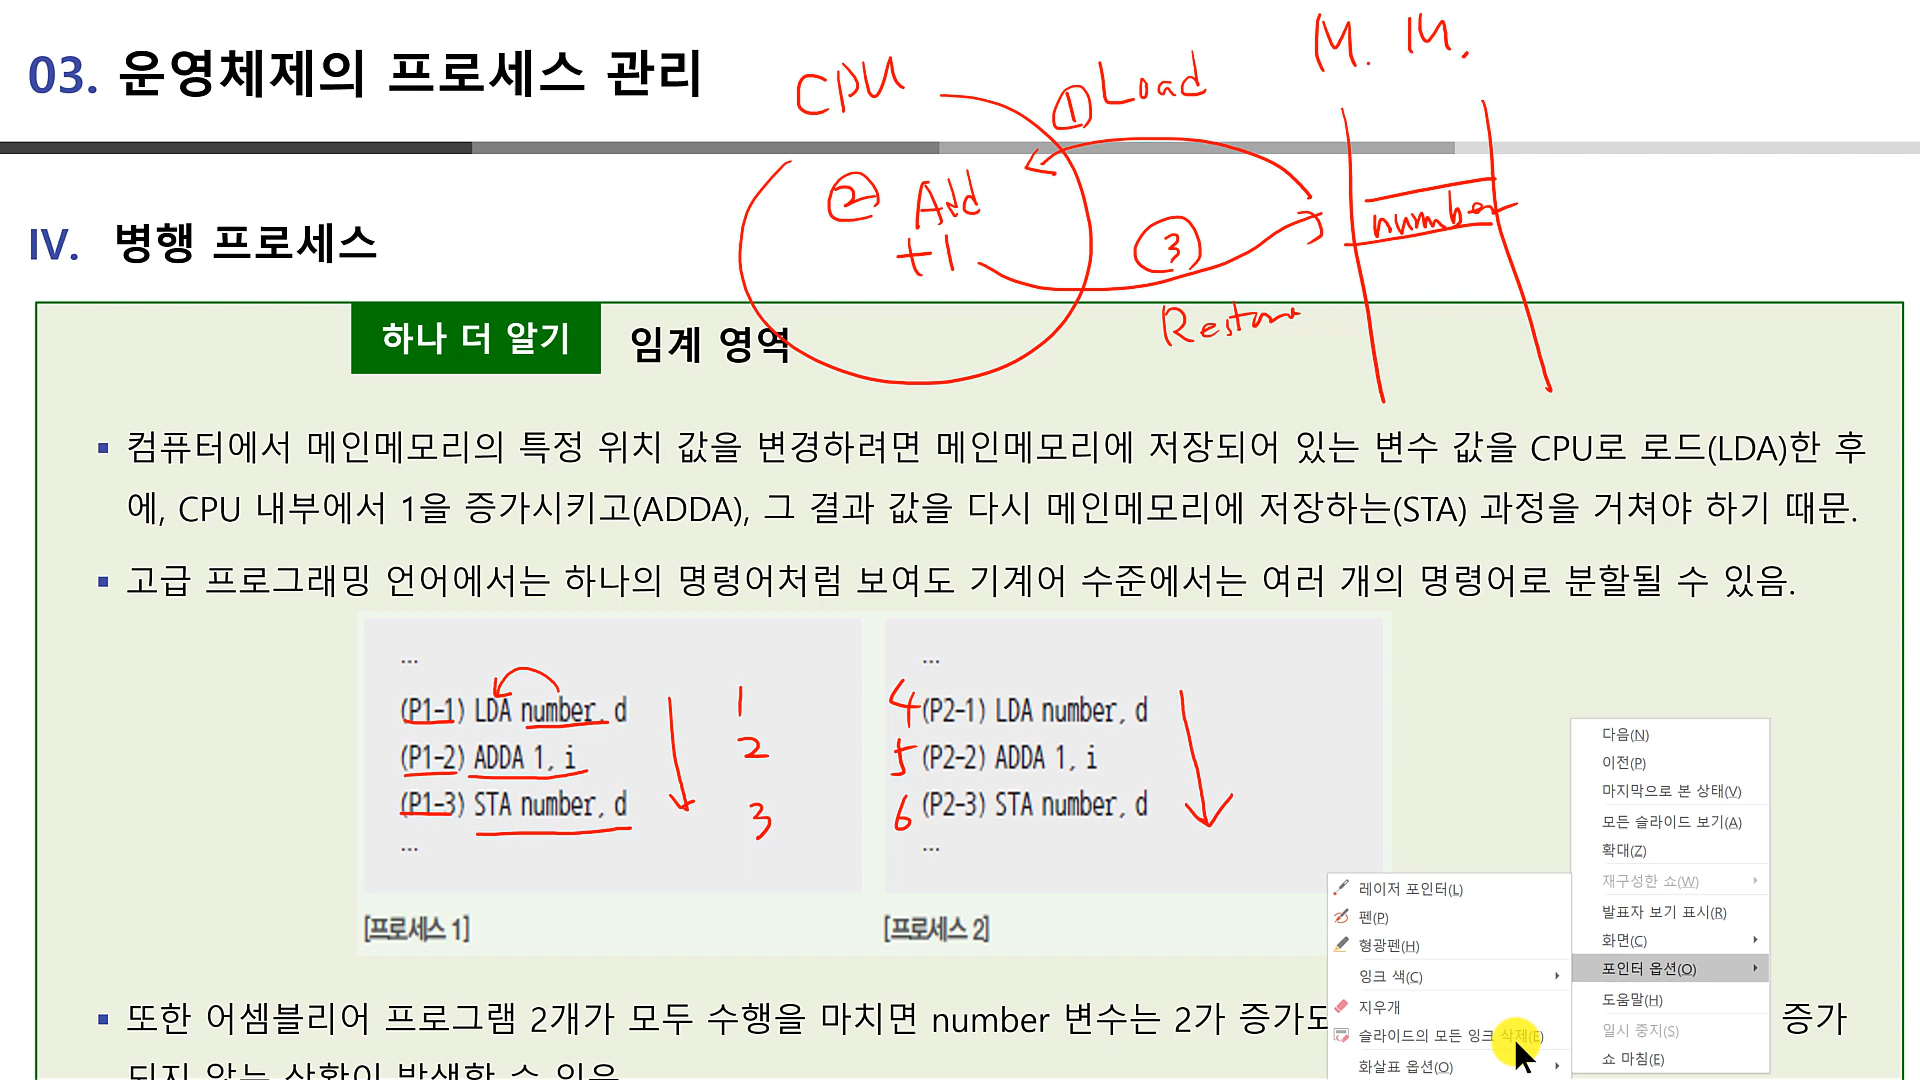 03. 운영체제의 프로세스 관리
CPU
① Load
M. M.
② Add
+1
③
number
IV. 병행 프로세스
하나 더 알기
임계 영역
컴퓨터에서 메인메모리의 특정 위치 값을 변경하려면 메인메모리에 저장되어 있는 변수 값을 CPU로 로드(LDA)한 후
에, CPU 내부에서 1을 증가시키고(ADDA), 그 결과 값을 다시 메인메모리에 저장하는(STA) 과정을 거쳐야 하기 때문.
고급 프로그래밍 언어에서는 하나의 명령어처럼 보여도 기계어 수준에서는 여러 개의 명령어로 분할될 수 있음.
...
(P1-1) LDA number, d
1
(P1-2) ADDA 1, i
2
(P1-3) STA number, d
3
...
[프로세스 1]
...
4 (P2-1) LDA number, d
5 (P2-2) ADDA 1, i
6 (P2-3) STA number, d
...
[프로세스 2]
또한 어셈블리어 프로그램 2개가 모두 수행을 마치면 number 변수는 2가 증가되 증가
되지 않는 상황이 발생할 수 있음
다음(N)
이전(P)
마지막으로 본 상태(V)
모든 슬라이드 보기(A)
확대(Z)
재구성한 쇼(W)
발표자 보기 표시(R)
화면(C)
포인터 옵션(O)
도움말(H)
일시 중지(S)
쇼 마침(E)
레이저 포인터(L)
펜(P)
형광펜(H)
잉크 색(C)
지우개
슬라이드의 모든 잉크 삭제(E)
화살표 옵션(O)